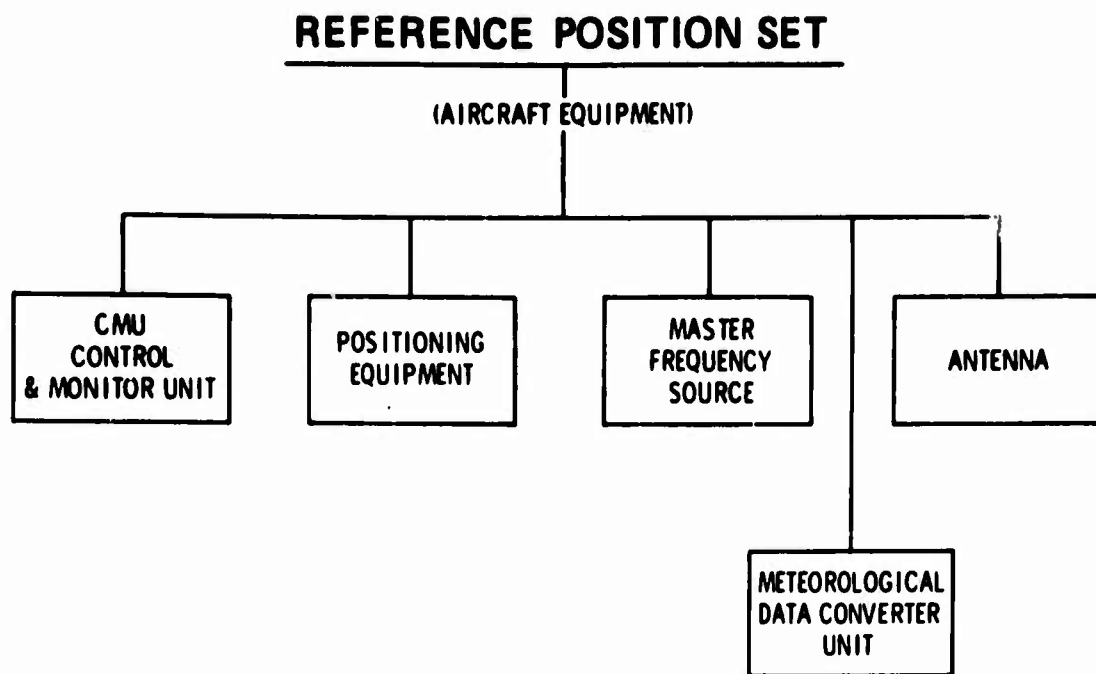 REFERENCE POSITION SET
(AIRCRAFT EQUIPMENT)
CMU
CONTROL
& MONITOR UNIT
POSITIONING
EQUIPMENT
MASTER
FREQUENCY
SOURCE
ANTENNA
METEOROLOGICAL
DATA CONVERTER
UNIT